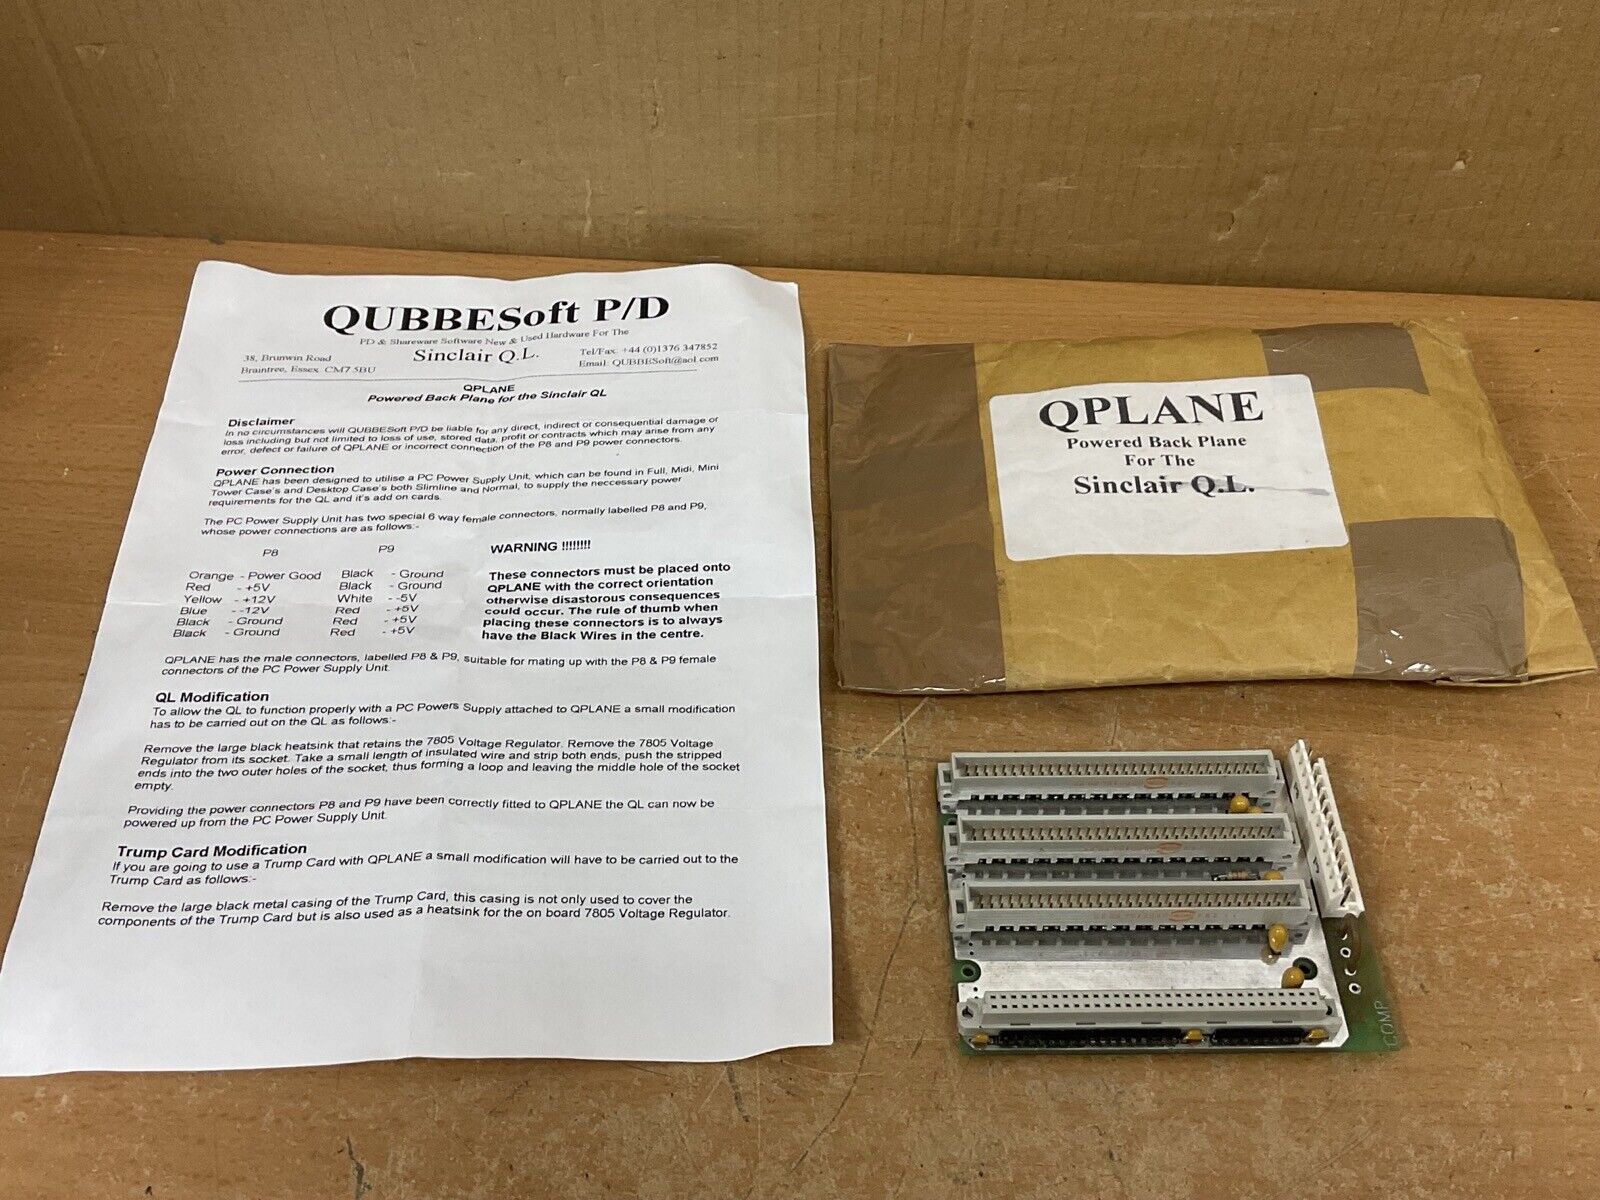 QUBBESoft P/D
PD & Shareware Software New & Used Hardware For The
Sinclair Q.L.
38, Brunwin Road
Braintree, Essex. CM7 5BU
Tel/Fax: +44 (0)1376 347852
Email: QUBBESoft@aol.com
QPLANE
Powered Back Plane for the Sinclair QL
Disclaimer
In no circumstances will QUBBESoft P/D be liable for any direct, indirect or consequential damage of
loss including but not limited to loss of use, stored data, profit or contracts which may arise from any
error, defect or failure of QPLANE or incorrect connection of the P8 and P9 power connectors.
Power Connection
QPLANE has been designed to utilise a PC Power Supply Unit, which can be found in Full, Midi, Mini
Tower Case's and Desktop Case's both Slimline and Normal, to supply the neccessary power
requirements for the QL and it's add on cards.
The PC Power Supply Unit has two special 6 way female connectors, normally labelled P8 and P9,
whose power connections are as follows:-
P8 P9
Orange - Power Good Black - Ground
Red - +5V Black - Ground
Yellow - +12V White - -5V
Blue - -12V Red - +5V
Black - Ground Red - +5V
Black - Ground Red - +5V
WARNING !!!!!!!!
These connectors must be placed onto
QPLANE with the correct orientation
otherwise disastorous consequences
could occur. The rule of thumb when
placing these connectors is to always
have the Black Wires in the centre.
QPLANE has the male connectors, labelled P8 & P9, suitable for mating up with the P8 & P9 female
connectors of the PC Power Supply Unit.
QL Modification
To allow the QL to function properly with a PC Powers Supply attached to QPLANE a small modification
has to be carried out on the QL as follows:-
Remove the large black heatsink that retains the 7805 Voltage Regulator. Remove the 7805 Voltage
Regulator from its socket. Take a small length of insulated wire and strip both ends, push the stripped
ends into the two outer holes of the socket, thus forming a loop and leaving the middle hole of the socket
empty.
Providing the power connectors P8 and P9 have been correctly fitted to QPLANE the QL can now be
powered up from the PC Power Supply Unit.
Trump Card Modification
If you are going to use a Trump Card with QPLANE a small modification will have to be carried out to the
Trump Card as follows:-
Remove the large black metal casing of the Trump Card, this casing is not only used to cover the
components of the Trump Card but is also used as a heatsink for the on board 7805 Voltage Regulator.
QPLANE
Powered Back Plane
For The
Sinclair Q.L.
COMP